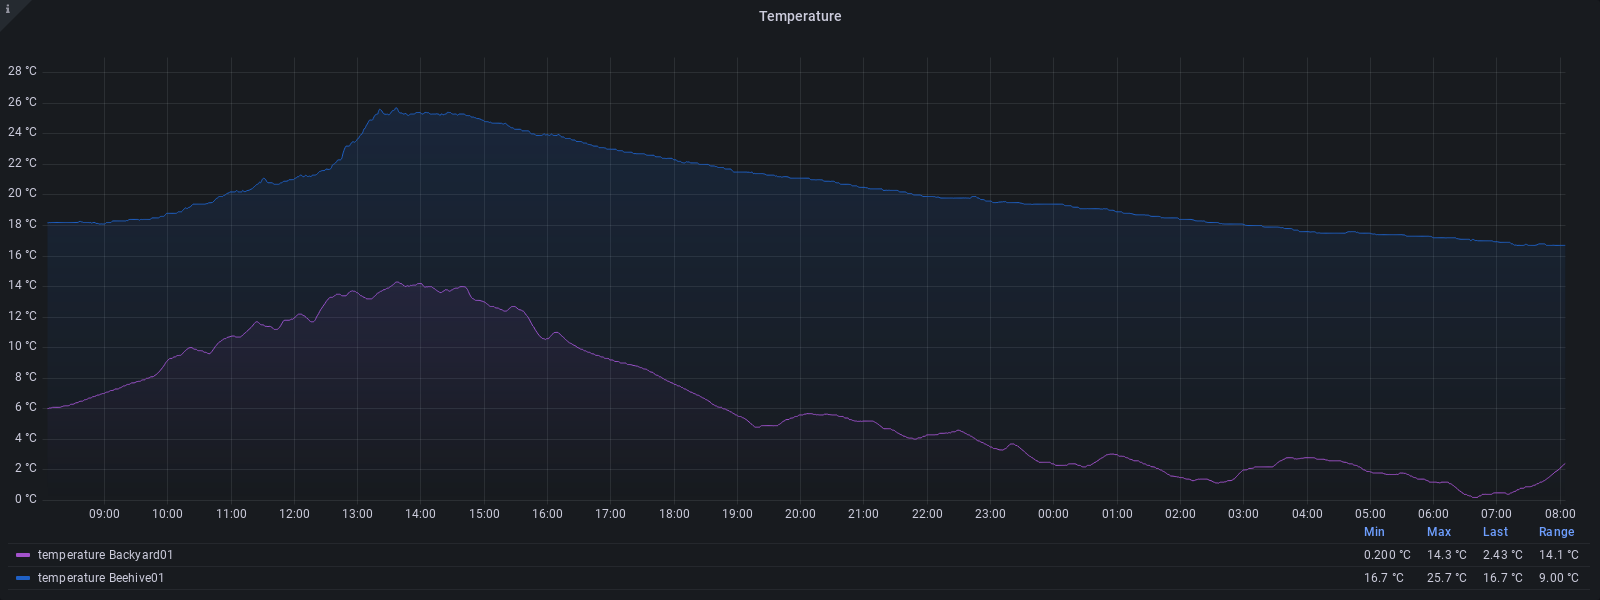 i
Temperature
28 °C
26 °C
24 °C
22 °C
20 °C
18 °C
16 °C
14 °C
12 °C
10 °C
8 °C
6 °C
4 °C
2 °C
0 °C
09:00 10:00 11:00 12:00 13:00 14:00 15:00 16:00 17:00 18:00 19:00 20:00 21:00 22:00 23:00 00:00 01:00 02:00 03:00 04:00 05:00 06:00 07:00 08:00
Min Max Last Range
temperature Backyard01 0.200 °C 14.3 °C 2.43 °C 14.1 °C
temperature Beehive01 16.7 °C 25.7 °C 16.7 °C 9.00 °C